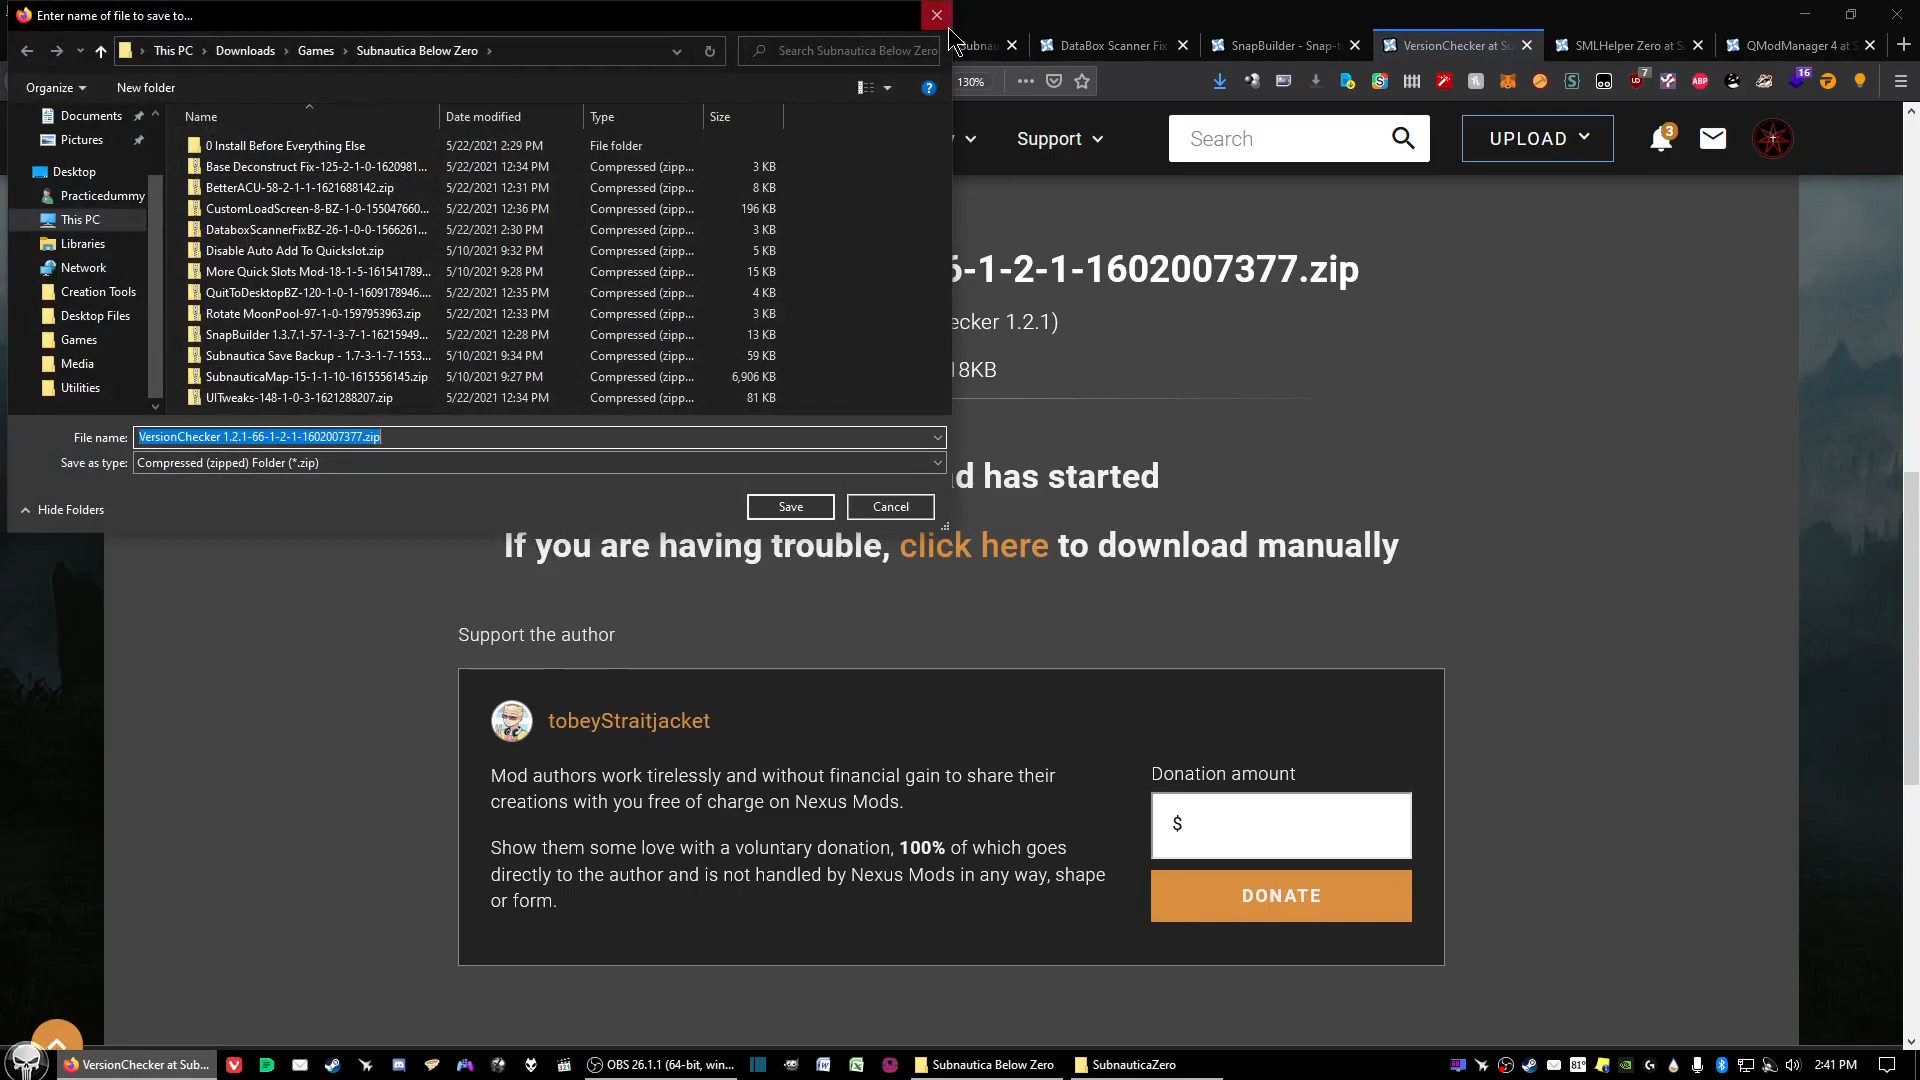 Enter name of file to save to...
This PC > Downloads > Games > Subnautica Below Zero >
Search Subnautica Below Zero
Subnau...
DataBox Scanner Fix
SnapBuilder - Snap-t
VersionChecker at Su
SMLHelper Zero at S
QModManager 4 at S
Organize
New folder
130%
7
ABP
16
Documents
Pictures
Desktop
Practicedummy
This PC
Libraries
Network
Creation Tools
Desktop Files
Games
Media
Utilities
Name Date modified Type Size
0 Install Before Everything Else 5/22/2021 2:29 PM File folder
Base Deconstruct Fix-125-2-1-0-1620981... 5/22/2021 12:34 PM Compressed (zipp... 3 KB
BetterACU-58-2-1-1-1621688142.zip 5/22/2021 12:31 PM Compressed (zipp... 8 KB
CustomLoadScreen-8-BZ-1-0-155047660... 5/22/2021 12:36 PM Compressed (zipp... 196 KB
DataboxScannerFixBZ-26-1-0-0-1566261... 5/22/2021 2:30 PM Compressed (zipp... 3 KB
Disable Auto Add To Quickslot.zip 5/10/2021 9:32 PM Compressed (zipp... 5 KB
More Quick Slots Mod-18-1-5-161541789... 5/10/2021 9:28 PM Compressed (zipp... 15 KB
QuitToDesktopBZ-120-1-0-1-1609178946.... 5/22/2021 12:35 PM Compressed (zipp... 4 KB
Rotate MoonPool-97-1-0-1597953963.zip 5/22/2021 12:33 PM Compressed (zipp... 3 KB
SnapBuilder 1.3.7.1-57-1-3-7-1-16215949... 5/22/2021 12:28 PM Compressed (zipp... 13 KB
Subnautica Save Backup - 1.7-3-1-7-1553... 5/10/2021 9:34 PM Compressed (zipp... 59 KB
SubnauticaMap-15-1-1-10-1615556145.zip 5/10/2021 9:27 PM Compressed (zipp... 6,906 KB
UITweaks-148-1-0-3-1621288207.zip 5/22/2021 12:34 PM Compressed (zipp... 81 KB
File name: VersionChecker 1.2.1-66-1-2-1-1602007377.zip
Save as type: Compressed (zipped) Folder (*.zip)
Hide Folders
Save
Cancel
Support
Search
UPLOAD
3
6-1-2-1-1602007377.zip
ecker 1.2.1)
18KB
d has started
If you are having trouble, click here to download manually
Support the author
tobeyStraitjacket
Mod authors work tirelessly and without financial gain to share their
creations with you free of charge on Nexus Mods.
Show them some love with a voluntary donation, 100% of which goes
directly to the author and is not handled by Nexus Mods in any way, shape
or form.
Donation amount
$
DONATE
VersionChecker at Sub...
OBS 26.1.1 (64-bit, win...
Subnautica Below Zero
SubnauticaZero
81°
2:41 PM